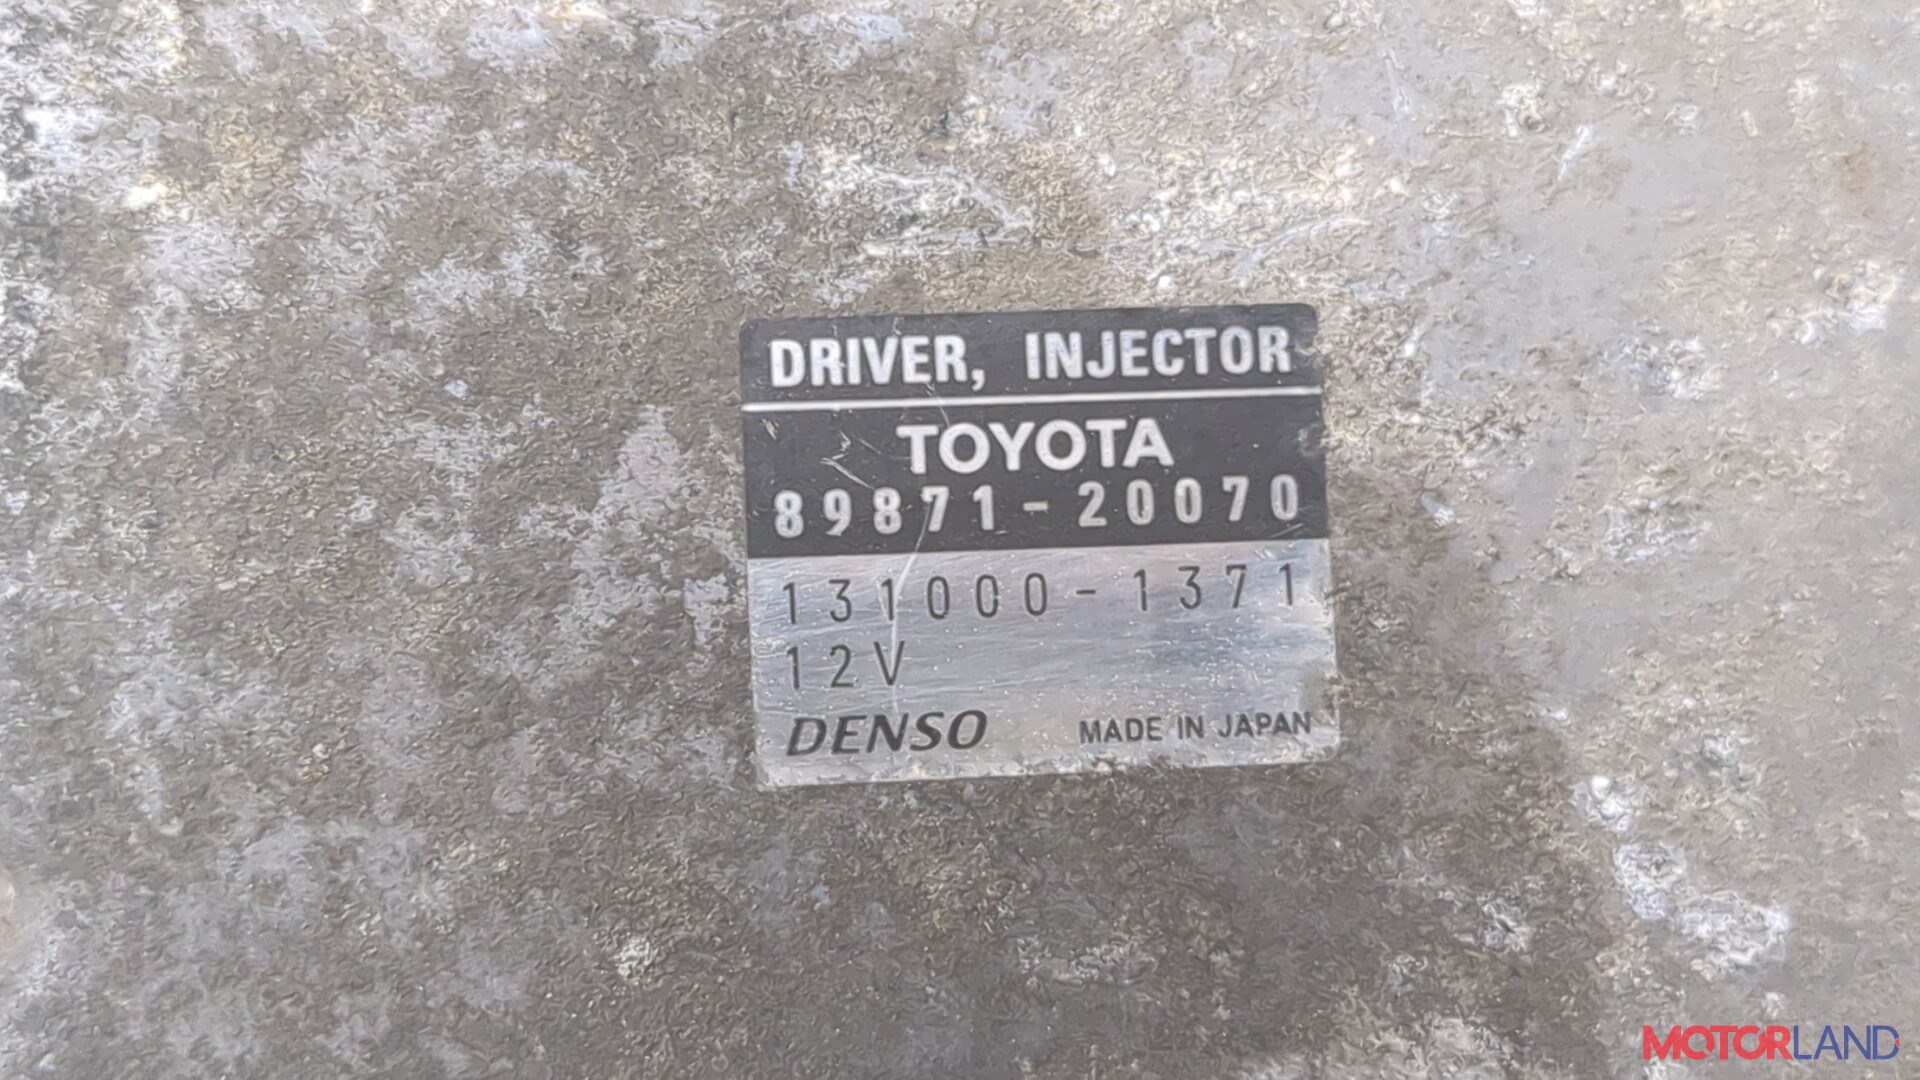 DRIVER, INJECTOR
TOYOTA
89871-20070
131000-1371
12V
DENSO MADE IN JAPAN
MOTORLAND